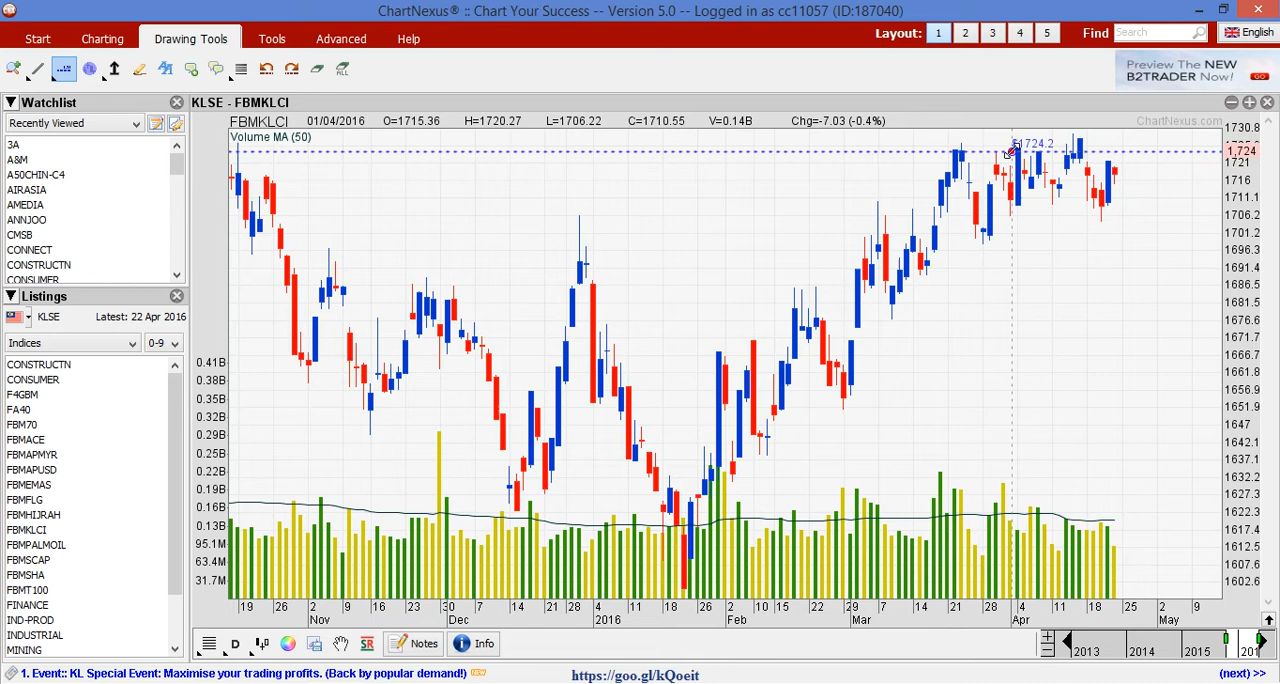 ChartNexus® :: Chart Your Success -- Version 5.0 -- Logged in as cc11057 (ID:187040)
Start Charting Drawing Tools Tools Advanced Help Layout: 1 2 3 4 5 Find Search English
ALL
Preview The NEW
B2TRADER Now! GO
Watchlist
Recently Viewed
3A
A&M
A50CHIN-C4
AIRASIA
AMEDIA
ANNJOO
CMSB
CONNECT
CONSTRUCTN
CONSUMER
Listings
KLSE Latest: 22 Apr 2016
Indices 0-9
CONSTRUCTN
CONSUMER
F4GBM
FA40
FBM70
FBMACE
FBMAPMYR
FBMAPUSD
FBMEMAS
FBMFLG
FBMHIJRAH
FBMKLCI
FBMPALMOIL
FBMSCAP
FBMSHA
FBMT100
FINANCE
IND-PROD
INDUSTRIAL
MINING
KLSE - FBMKLCI
FBMKLCI 01/04/2016 O=1715.36 H=1720.27 L=1706.22 C=1710.55 V=0.14B Chg=-7.03 (-0.4%) ChartNexus.com
Volume MA (50)
1724.2
1730.8
1,724
1721
1716
1711.1
1706.2
1701.2
1696.3
1691.4
1686.5
1681.5
1676.6
1671.7
1666.7
1661.8
1656.9
1651.9
1647
1642.1
1637.2
1632.2
1627.3
1622.3
1617.4
1612.5
1607.6
1602.6
0.41B
0.38B
0.35B
0.32B
0.29B
0.25B
0.22B
0.19B
0.16B
0.13B
95.1M
63.4M
31.7M
19 26 2 9 16 23 30 7 14 21 28 4 11 18 26 2 10 15 22 29 7 14 21 28 4 11 18 25 2 9
Nov Dec 2016 Feb Mar Apr May
D SR Notes Info 2013 2014 2015 201
1. Event:: KL Special Event: Maximise your trading profits. (Back by popular demand!) NEW https://goo.gl/kQoeit (next) >>